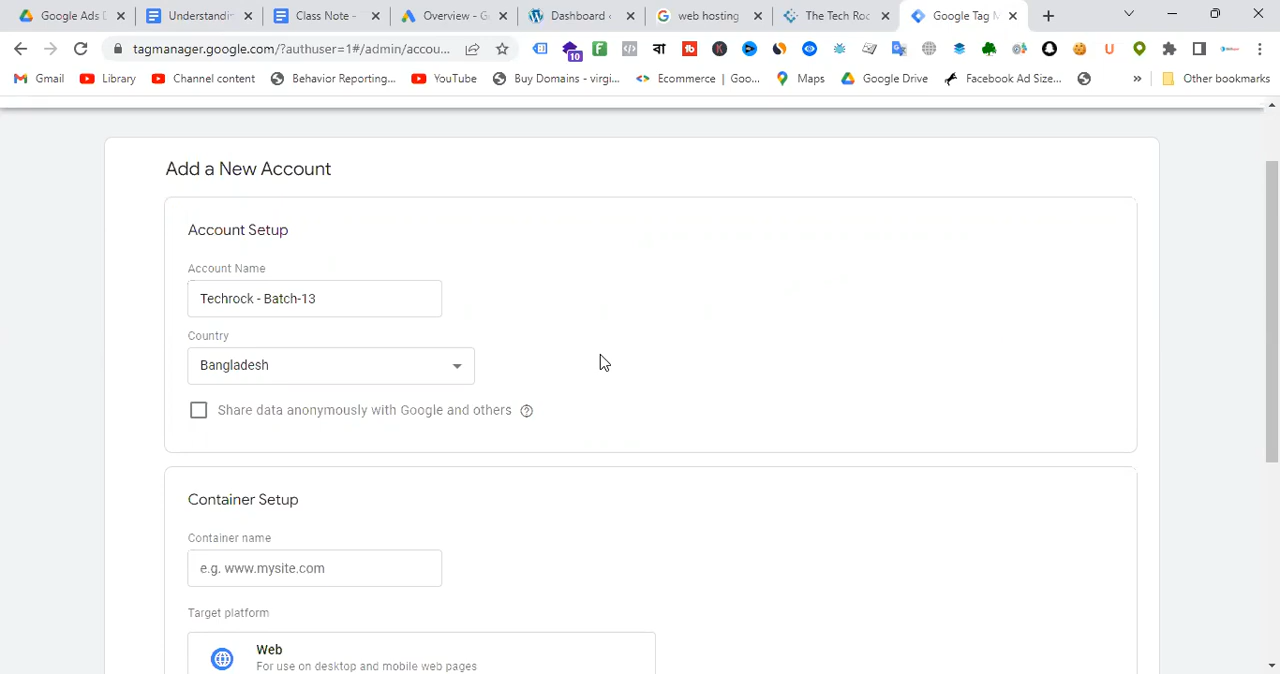 Google Ads D
Understandin
Class Note -
Overview - G
Dashboard ‹
web hosting
The Tech Roc
Google Tag M
tagmanager.google.com/?authuser=1#/admin/accou...
10
বা
Gmail
Library
Channel content
Behavior Reporting...
YouTube
Buy Domains - virgi...
Ecommerce | Goo...
Maps
Google Drive
Facebook Ad Size...
»
Other bookmarks
Add a New Account
Account Setup
Account Name
Techrock - Batch-13
Country
Bangladesh
Share data anonymously with Google and others
Container Setup
Container name
e.g. www.mysite.com
Target platform
Web
For use on desktop and mobile web pages